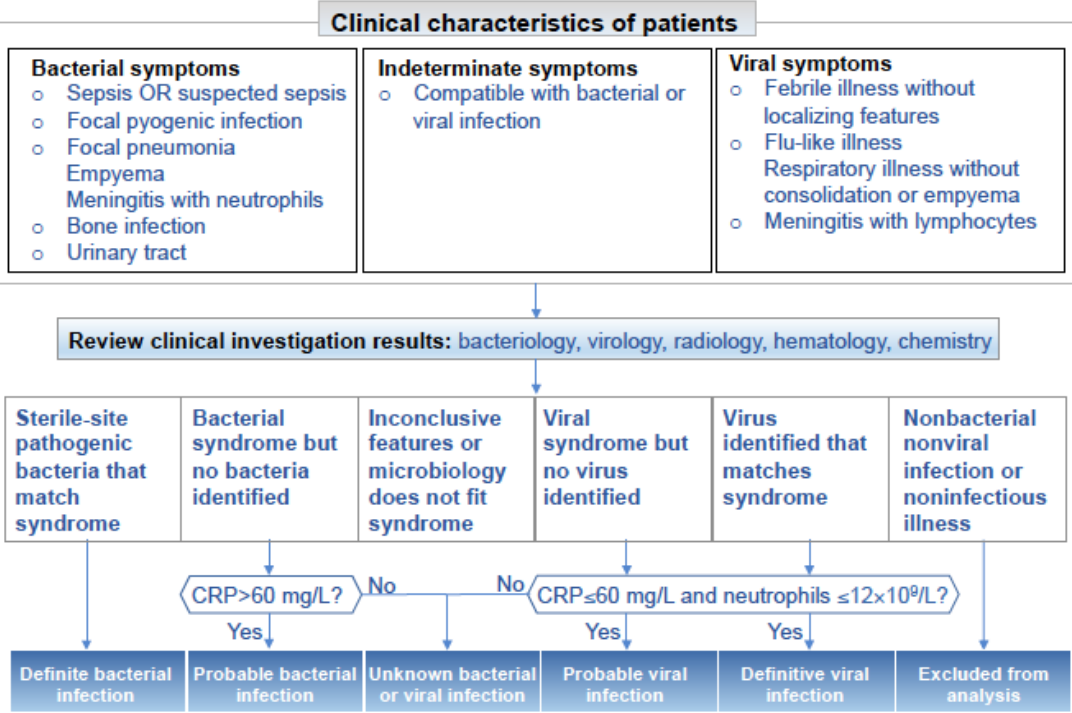 Clinical characteristics of patients
Bacterial symptoms
o Sepsis OR suspected sepsis
o Focal pyogenic infection
o Focal pneumonia
Empyema
Meningitis with neutrophils
o Bone infection
o Urinary tract
Indeterminate symptoms
o Compatible with bacterial or
viral infection
Viral symptoms
o Febrile illness without
localizing features
o Flu-like illness
Respiratory illness without
consolidation or empyema
o Meningitis with lymphocytes
Review clinical investigation results: bacteriology, virology, radiology, hematology, chemistry
Sterile-site
pathogenic
bacteria that
match
syndrome
Bacterial
syndrome but
no bacteria
identified
Inconclusive
features or
microbiology
does not fit
syndrome
Viral
syndrome but
no virus
identified
Virus
identified that
matches
syndrome
Nonbacterial
nonviral
infection or
noninfectious
illness
CRP>60 mg/L?
No
No
CRP≤60 mg/L and neutrophils ≤12×10⁹/L?
Yes
Yes
Yes
Definite bacterial
infection
Probable bacterial
infection
Unknown bacterial
or viral infection
Probable viral
infection
Definitive viral
infection
Excluded from
analysis